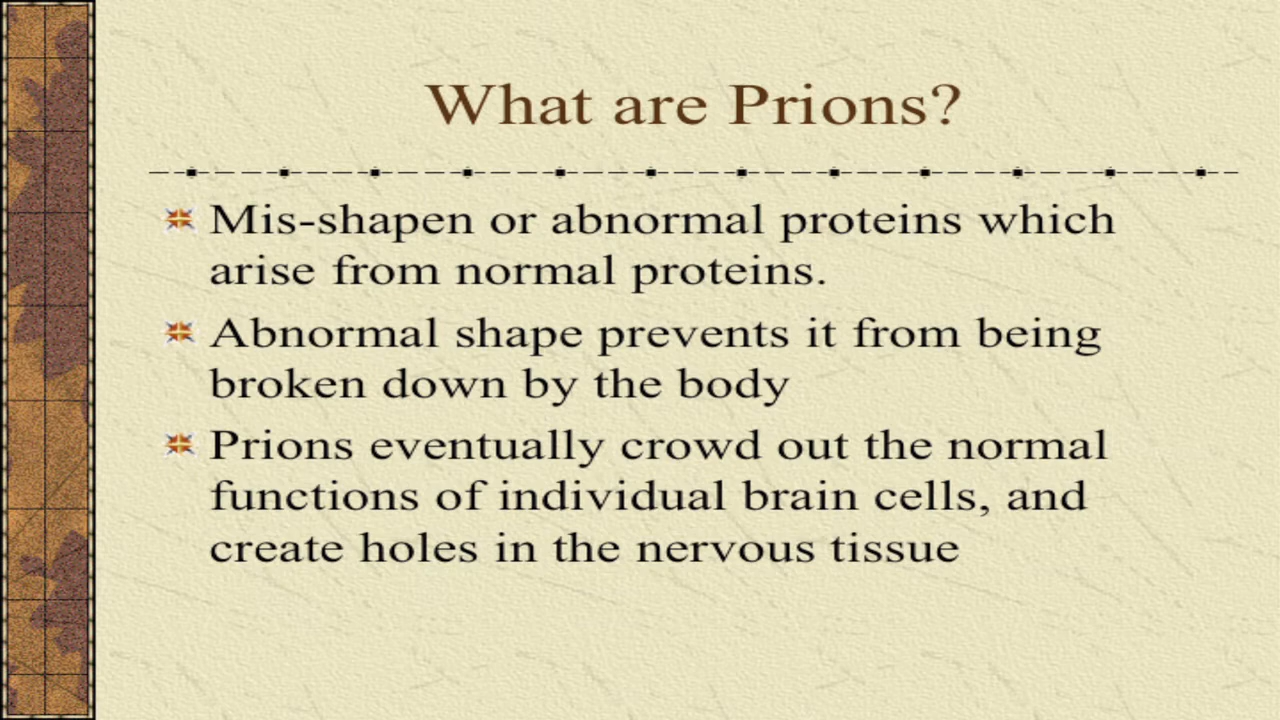 What are Prions?
Mis-shapen or abnormal proteins which
arise from normal proteins.
Abnormal shape prevents it from being
broken down by the body
Prions eventually crowd out the normal
functions of individual brain cells, and
create holes in the nervous tissue